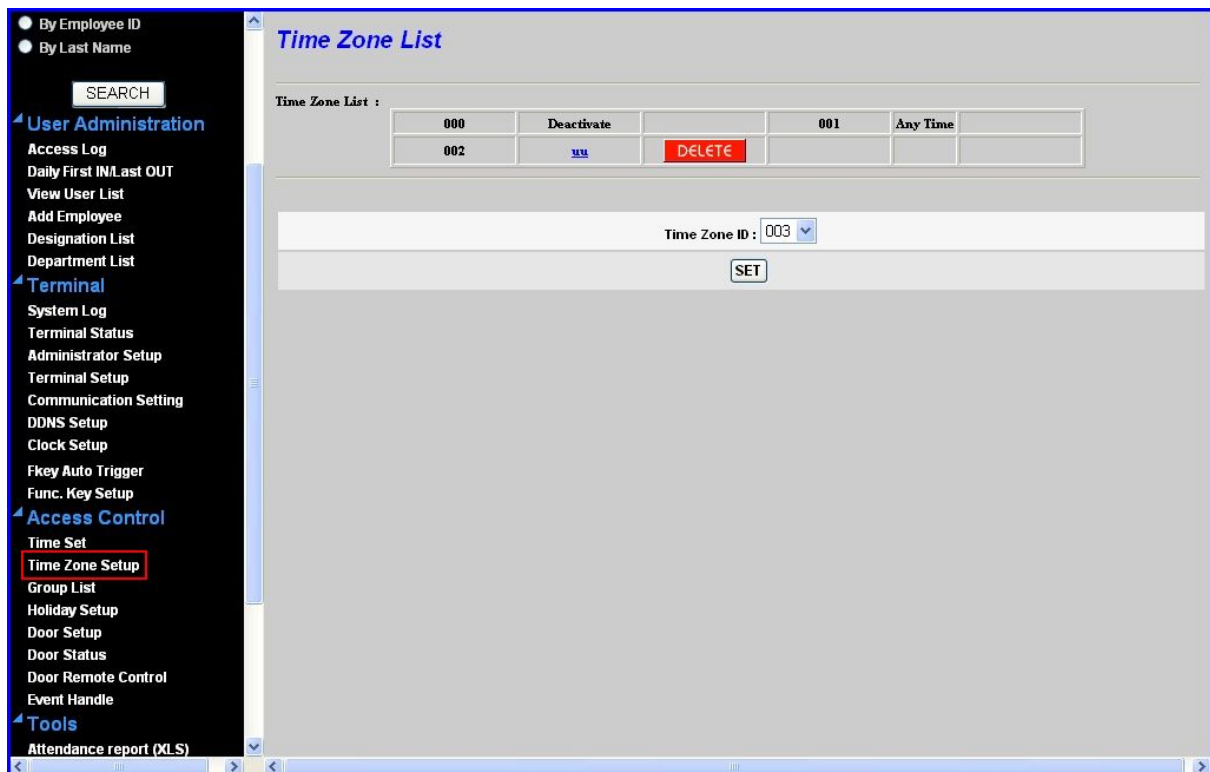 By Employee ID
By Last Name
SEARCH
User Administration
Access Log
Daily First IN/Last OUT
View User List
Add Employee
Designation List
Department List
Terminal
System Log
Terminal Status
Administrator Setup
Terminal Setup
Communication Setting
DDNS Setup
Clock Setup
Fkey Auto Trigger
Func. Key Setup
Access Control
Time Set
Time Zone Setup
Group List
Holiday Setup
Door Setup
Door Status
Door Remote Control
Event Handle
Tools
Attendance report (XLS)
Time Zone List
Time Zone List :
000 Deactivate 001 Any Time
002 uu DELETE
Time Zone ID : 003
SET